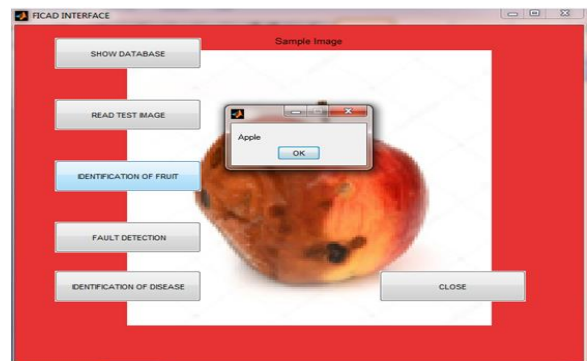 FICAD INTERFACE
Sample Image
SHOW DATABASE
READ TEST IMAGE
Apple
OK
IDENTIFICATION OF FRUIT
FAULT DETECTION
IDENTIFICATION OF DISEASE
CLOSE